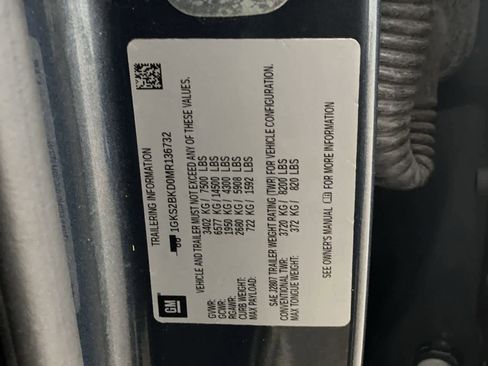 TRAILERING INFORMATION
1GKS2BKD0MR136732
VEHICLE AND TRAILER MUST NOT EXCEED ANY OF THESE VALUES.
GVWR: 3402 KG / 7500 LBS
GCWR: 6577 KG / 14500 LBS
RGAWR: 1950 KG / 4300 LBS
CURB WEIGHT: 2680 KG / 5908 LBS
MAX PAYLOAD: 722 KG / 1592 LBS
SAE J2807 TRAILER WEIGHT RATING (TWR) FOR VEHICLE CONFIGURATION.
CONVENTIONAL TWR: 3720 KG / 8200 LBS
MAX TONGUE WEIGHT: 372 KG / 820 LBS
SEE OWNER'S MANUAL FOR MORE INFORMATION
GM